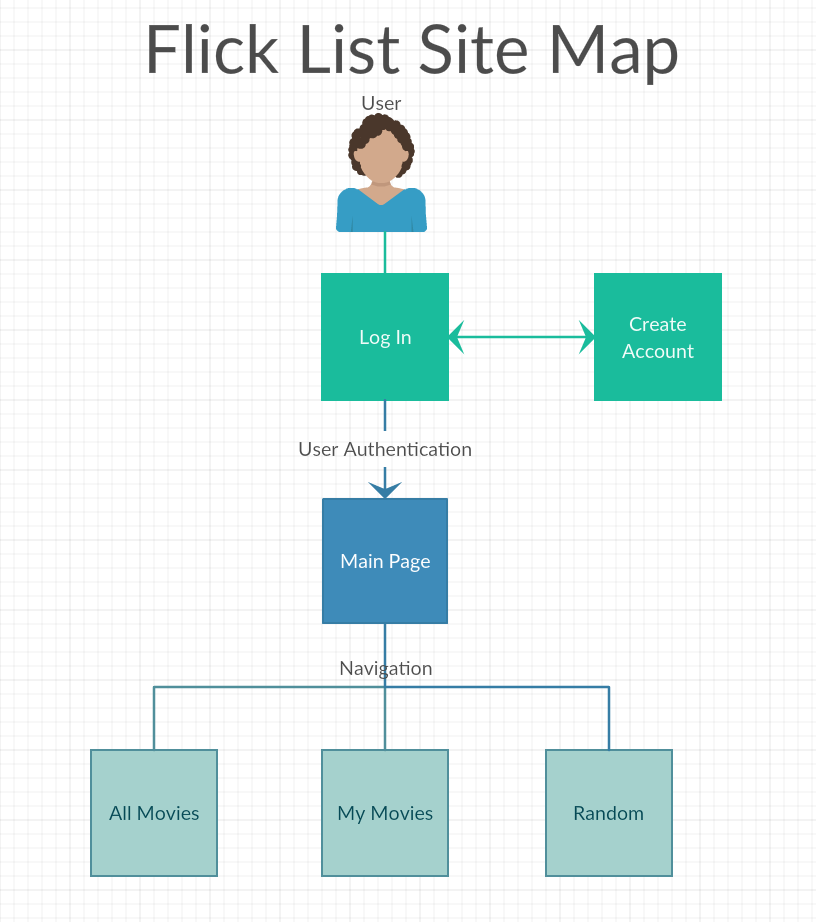 Flick List Site Map
User
Log In
Create
Account
User Authentication
Main Page
Navigation
All Movies
My Movies
Random